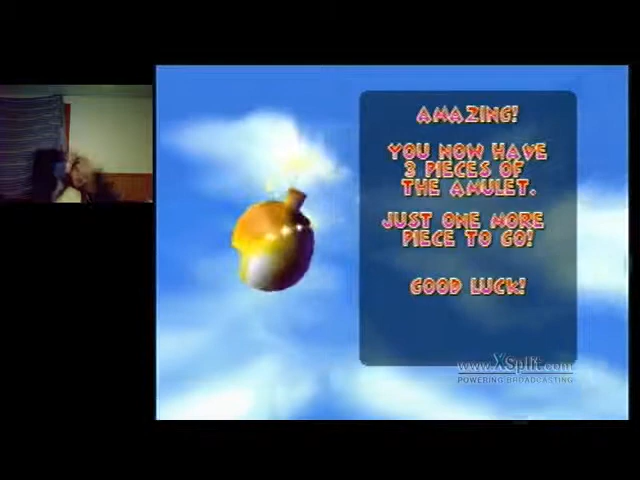 AMAZING!
YOU NOW HAVE
3 PIECES OF
THE AMULET.
JUST ONE MORE
PIECE TO GO!
GOOD LUCK!
www.XSplit.com
POWERING BROADCASTING